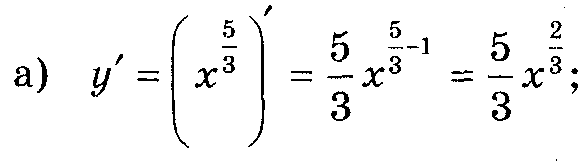 а) y′ = (x^{5/3})′ = 5/3 x^{5/3 − 1} = 5/3 x^{2/3};